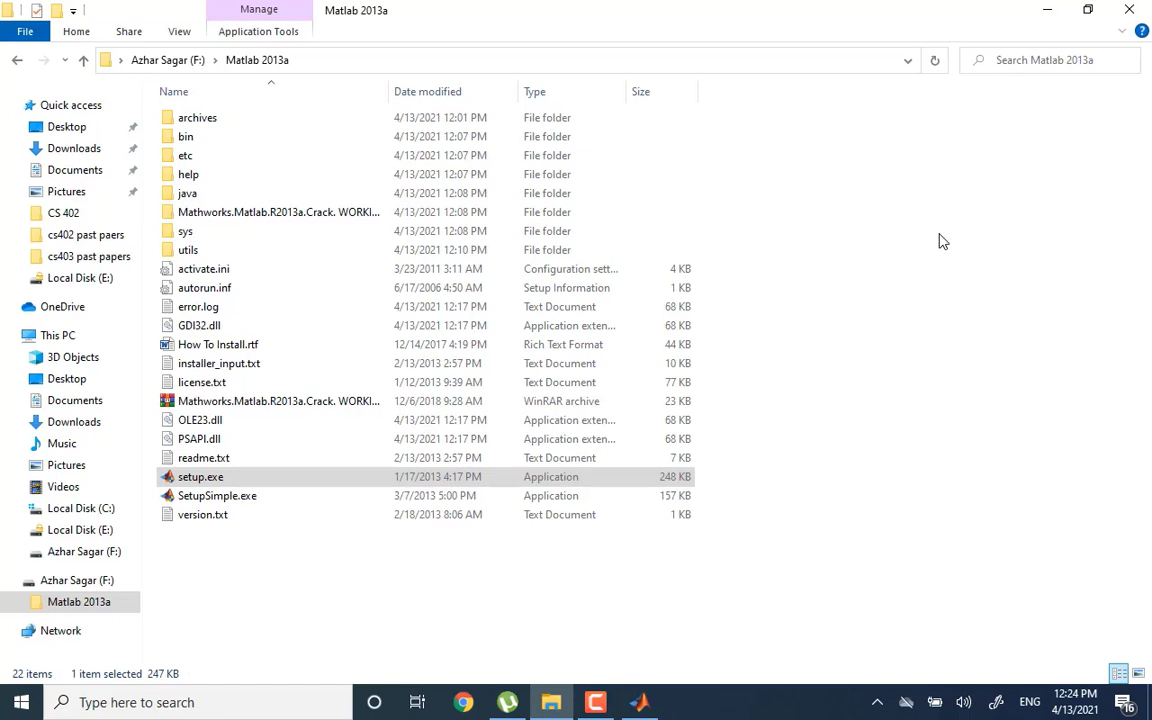 Manage
Matlab 2013a
File
Home
Share
View
Application Tools
Azhar Sagar (F:)
Matlab 2013a
Search Matlab 2013a
Name
Date modified
Type
Size
Quick access
Desktop
Downloads
Documents
Pictures
CS 402
cs402 past paers
cs403 past papers
Local Disk (E:)
OneDrive
This PC
3D Objects
Desktop
Documents
Downloads
Music
Pictures
Videos
Local Disk (C:)
Local Disk (E:)
Azhar Sagar (F:)
Azhar Sagar (F:)
Matlab 2013a
Network
archives 4/13/2021 12:01 PM File folder
bin 4/13/2021 12:07 PM File folder
etc 4/13/2021 12:07 PM File folder
help 4/13/2021 12:07 PM File folder
java 4/13/2021 12:08 PM File folder
Mathworks.Matlab.R2013a.Crack. WORKI... 4/13/2021 12:08 PM File folder
sys 4/13/2021 12:08 PM File folder
utils 4/13/2021 12:10 PM File folder
activate.ini 3/23/2011 3:11 AM Configuration sett... 4 KB
autorun.inf 6/17/2006 4:50 AM Setup Information 1 KB
error.log 4/13/2021 12:17 PM Text Document 68 KB
GDI32.dll 4/13/2021 12:17 PM Application exten... 68 KB
How To Install.rtf 12/14/2017 4:19 PM Rich Text Format 44 KB
installer_input.txt 2/13/2013 2:57 PM Text Document 10 KB
license.txt 1/12/2013 9:39 AM Text Document 77 KB
Mathworks.Matlab.R2013a.Crack. WORKI... 12/6/2018 9:28 AM WinRAR archive 23 KB
OLE23.dll 4/13/2021 12:17 PM Application exten... 68 KB
PSAPI.dll 4/13/2021 12:17 PM Application exten... 68 KB
readme.txt 2/13/2013 2:57 PM Text Document 7 KB
setup.exe 1/17/2013 4:17 PM Application 248 KB
SetupSimple.exe 3/7/2013 5:00 PM Application 157 KB
version.txt 2/18/2013 8:06 AM Text Document 1 KB
22 items 1 item selected 247 KB
Type here to search
ENG
12:24 PM
4/13/2021
16